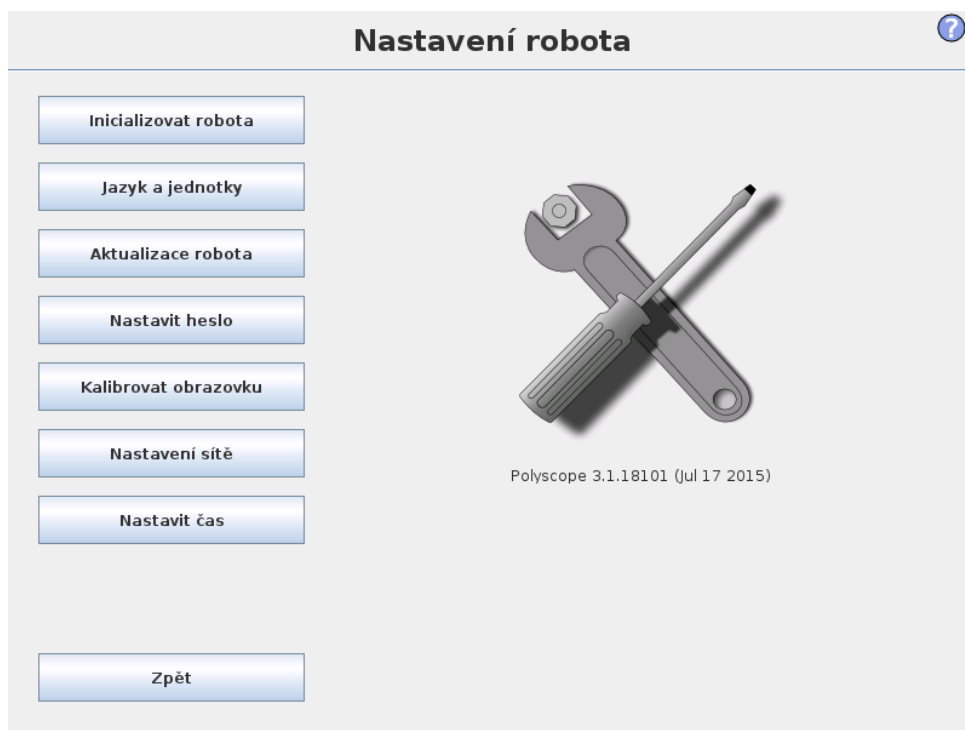 Nastavení robota
?
Inicializovat robota
Jazyk a jednotky
Aktualizace robota
Nastavit heslo
Kalibrovat obrazovku
Nastavení sítě
Nastavit čas
Polyscope 3.1.18101 (Jul 17 2015)
Zpět